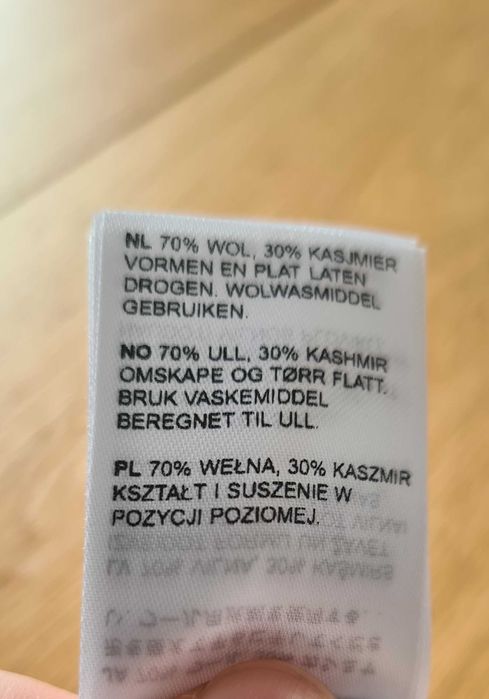 NL 70% WOL, 30% KASJMIER
VORMEN EN PLAT LATEN
DROGEN. WOLWASMIDDEL
GEBRUIKEN.
NO 70% ULL, 30% KASHMIR
OMSKAPE OG TØRR FLATT.
BRUK VASKEMIDDEL
BEREGNET TIL ULL.
PL 70% WEŁNA, 30% KASZMIR
KSZTAŁT I SUSZENIE W
POZYCJI POZIOMEJ.